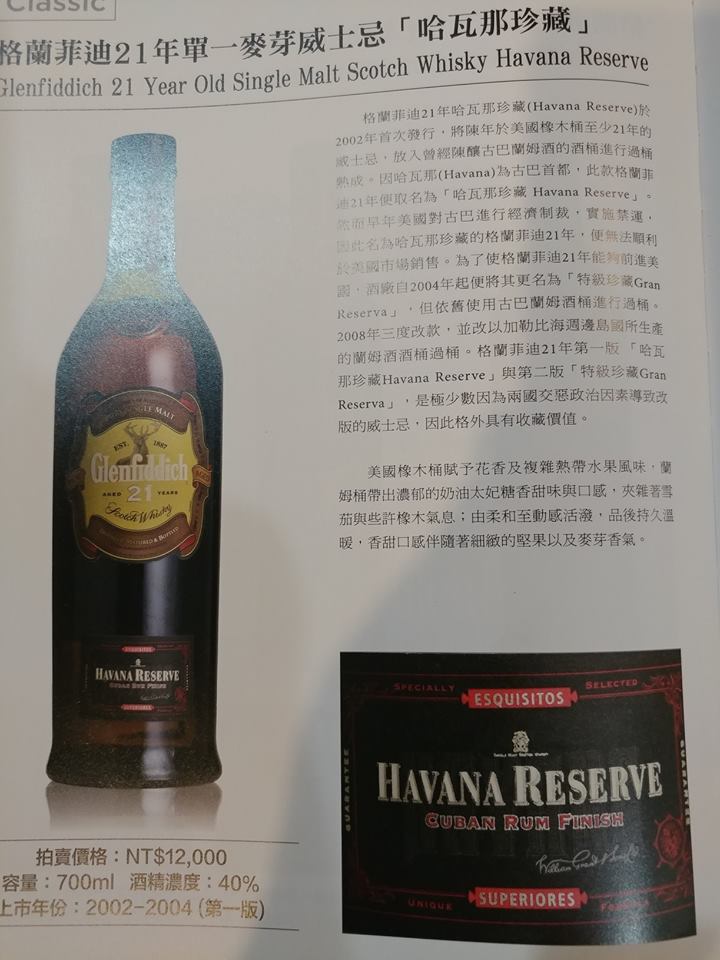 Classic
格蘭菲迪21年單一麥芽威士忌「哈瓦那珍藏」
Glenfiddich 21 Year Old Single Malt Scotch Whisky Havana Reserve
格蘭菲迪21年哈瓦那珍藏(Havana Reserve)於
2002年首次發行，將陳年於美國橡木桶至少21年的
威士忌，放入曾經陳釀古巴蘭姆酒的酒桶進行過桶
熟成。因哈瓦那(Havana)為古巴首都，此款格蘭菲
迪21年便取名為「哈瓦那珍藏 Havana Reserve」。
然而早年美國對古巴進行經濟制裁，實施禁運，
因此名為哈瓦那珍藏的格蘭菲迪21年，便無法順利
於美國市場銷售。為了使格蘭菲迪21年能夠前進美
國，酒廠自2004年起便將其更名為「特級珍藏Gran
Reserva」，但依舊使用古巴蘭姆酒桶進行過桶。
2008年三度改款，並改以加勒比海週邊島國所生產
的蘭姆酒酒桶過桶。格蘭菲迪21年第一版「哈瓦
那珍藏Havana Reserve」與第二版「特級珍藏Gran
Reserva」，是極少數因為兩國交惡政治因素導致改
版的威士忌，因此格外具有收藏價值。
美國橡木桶賦予花香及複雜熱帶水果風味，蘭
姆桶帶出濃郁的奶油太妃糖香甜味與口感，夾雜著雪
茄與些許橡木氣息；由柔和至動感活潑，品後持久溫
暖，香甜口感伴隨著細緻的堅果以及麥芽香氣。
SINGLE MALT
EST. 1887
Glenfiddich
AGED 21 YEARS
Scotch Whisky
MATURED & BOTTLED
ESQUISITOS
HAVANA RESERVE
CUBAN RUM FINISH
SUPERIORES
SPECIALLY ESQUISITOS SELECTED
GUARANTEE
HAVANA RESERVE
CUBAN RUM FINISH
William Grant & Sons Ltd
UNIQUE SUPERIORES
拍賣價格：NT$12,000
容量：700ml 酒精濃度：40%
上市年份：2002-2004 (第一版)